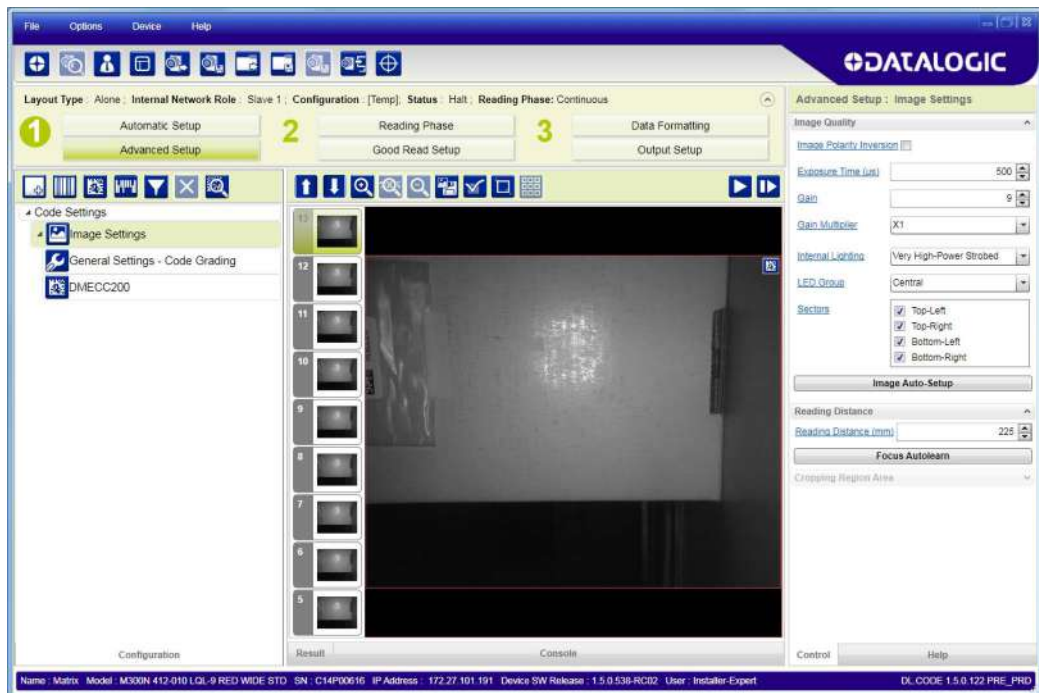 File Options Device Help
DATALOGIC
Layout Type : Alone ; Internal Network Role : Slave 1 ; Configuration : [Temp]; Status : Halt ; Reading Phase: Continuous
1 Automatic Setup 2 Reading Phase 3 Data Formatting
Advanced Setup Good Read Setup Output Setup
Code Settings
Image Settings
General Settings - Code Grading
DMECC200
Configuration
13
12
11
10
9
8
7
6
5
Result Console
Advanced Setup : Image Settings
Image Quality
Image Polarity Inversion
Exposure Time (µs) 500
Gain 9
Gain Multiplier X1
Internal Lighting Very High-Power Strobed
LED Group Central
Sectors Top-Left
Top-Right
Bottom-Left
Bottom-Right
Image Auto-Setup
Reading Distance
Reading Distance (mm) 225
Focus Autolearn
Cropping Region Area
Control Help
Name : Matrix Model : M300N 412-010 LQL-9 RED WIDE STD SN : C14P00616 IP Address : 172.27.101.191 Device SW Release : 1.5.0.538-RC02 User : Installer-Expert DL.CODE 1.5.0.122 PRE_PRD